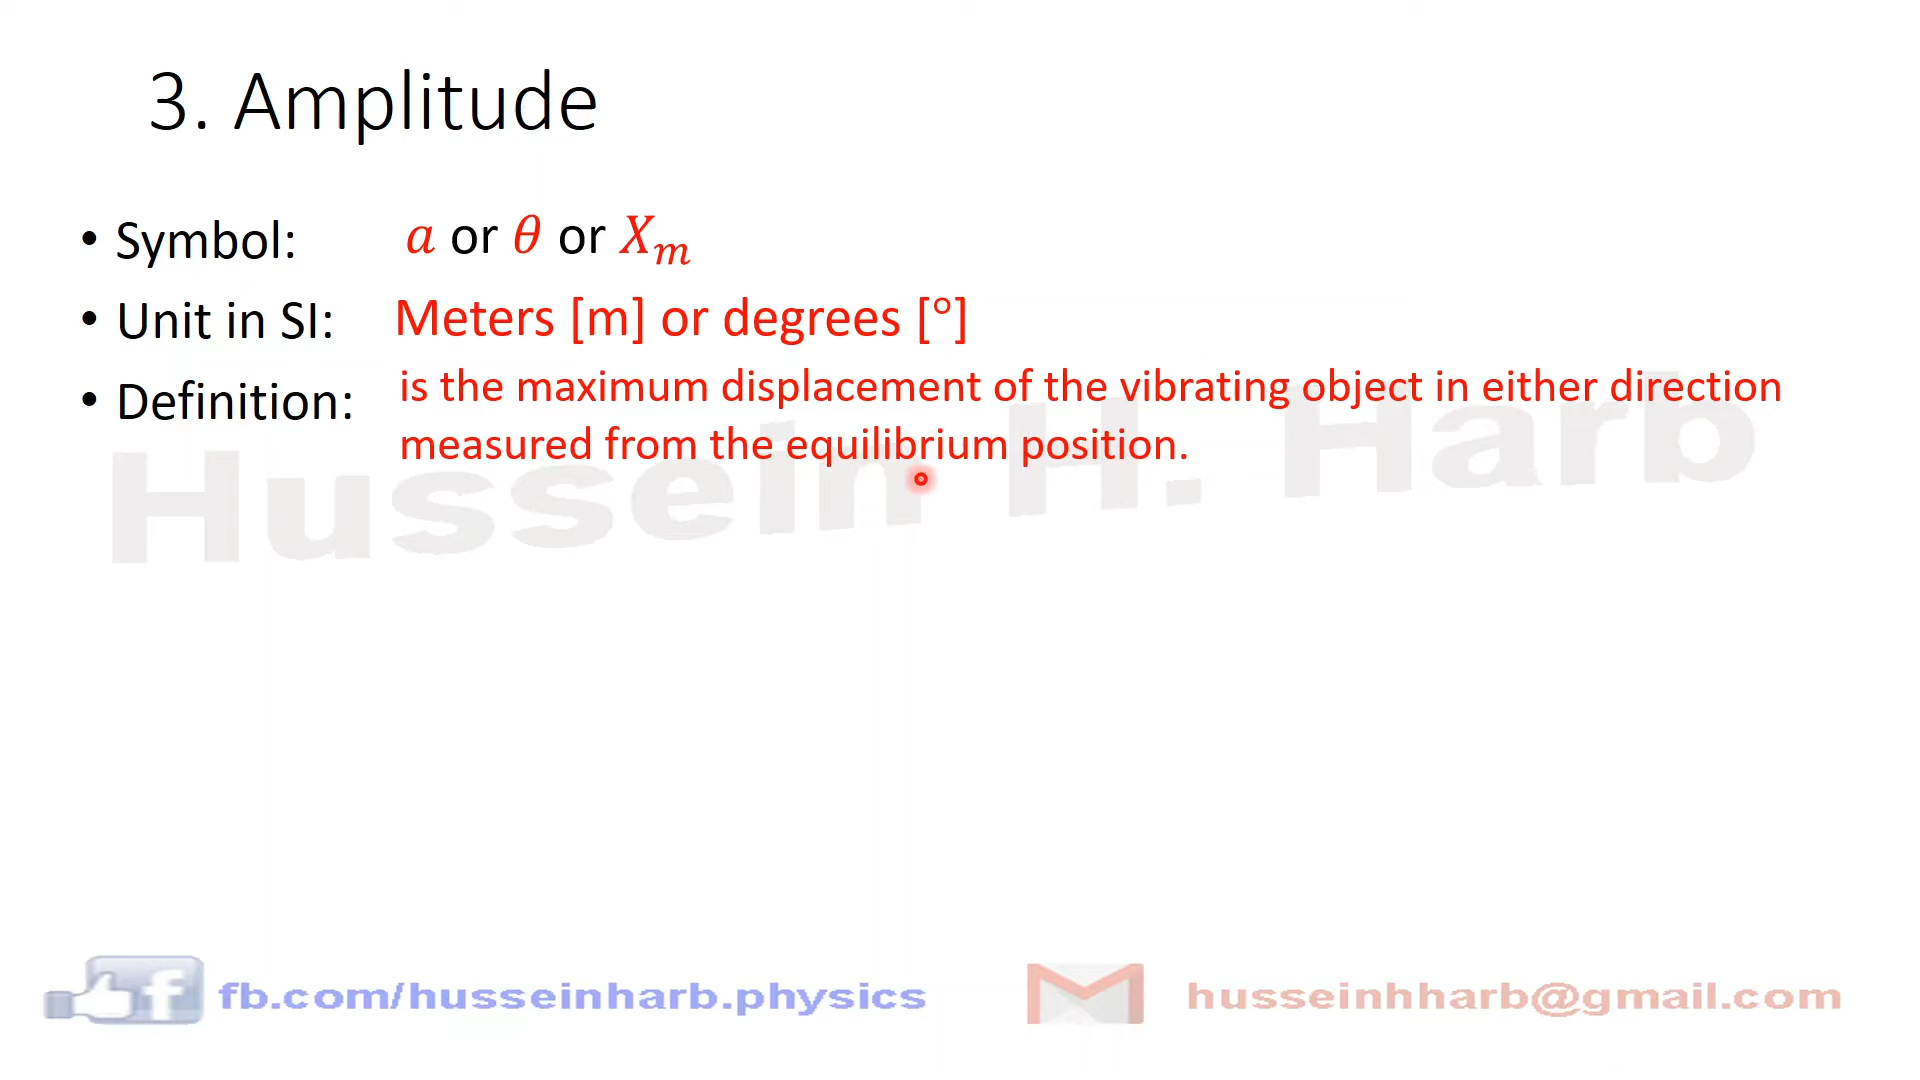 3. Amplitude
• Symbol: a or θ or Xₘ
• Unit in SI: Meters [m] or degrees [°]
• Definition: is the maximum displacement of the vibrating object in either direction
measured from the equilibrium position.
Hussein H. Harb
fb.com/husseinharb.physics
husseinhharb@gmail.com